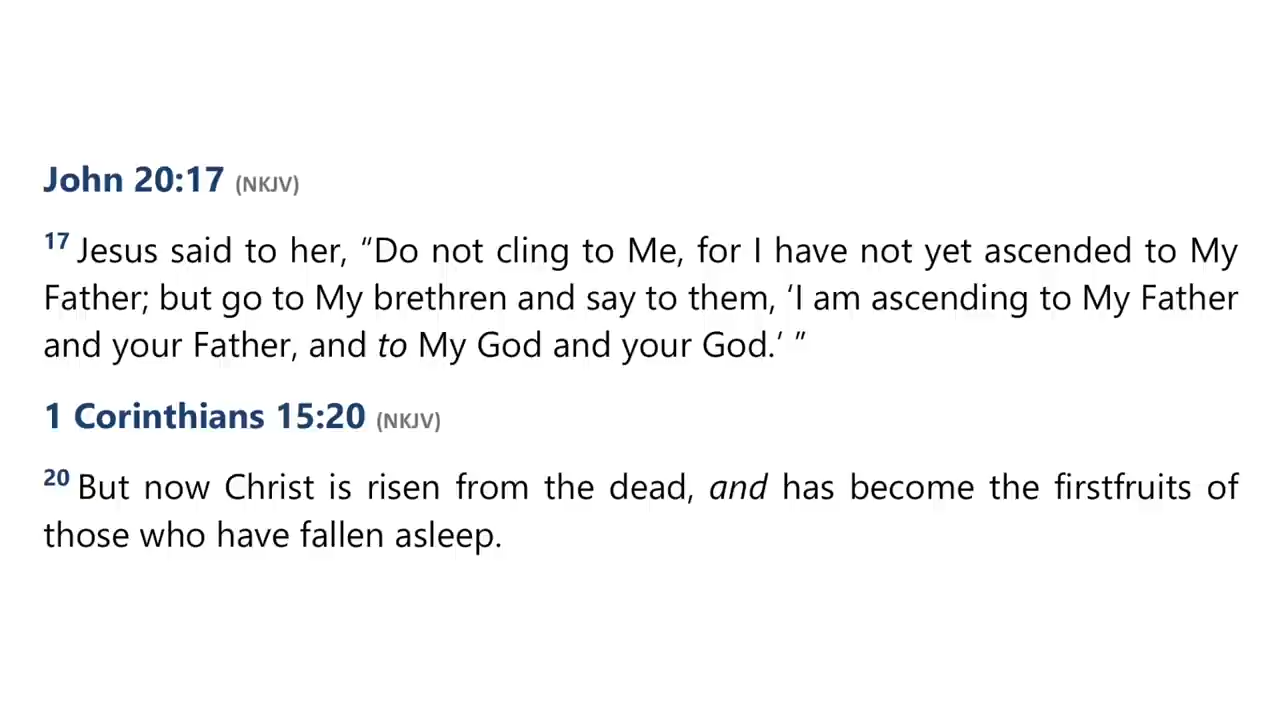 John 20:17 (NKJV)
17 Jesus said to her, “Do not cling to Me, for I have not yet ascended to My
Father; but go to My brethren and say to them, ‘I am ascending to My Father
and your Father, and to My God and your God.’ ”
1 Corinthians 15:20 (NKJV)
20 But now Christ is risen from the dead, and has become the firstfruits of
those who have fallen asleep.